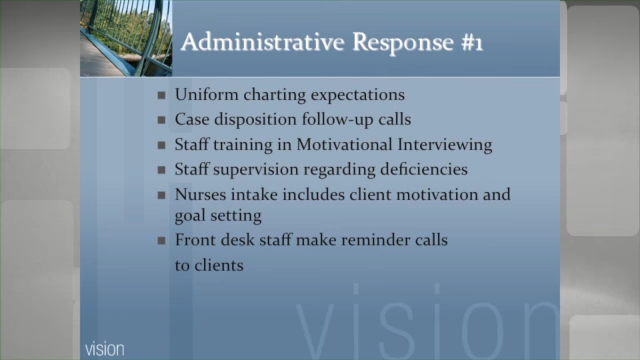 Administrative Response #1
Uniform charting expectations
Case disposition follow-up calls
Staff training in Motivational Interviewing
Staff supervision regarding deficiencies
Nurses intake includes client motivation and
goal setting
Front desk staff make reminder calls
to clients
vision
vision